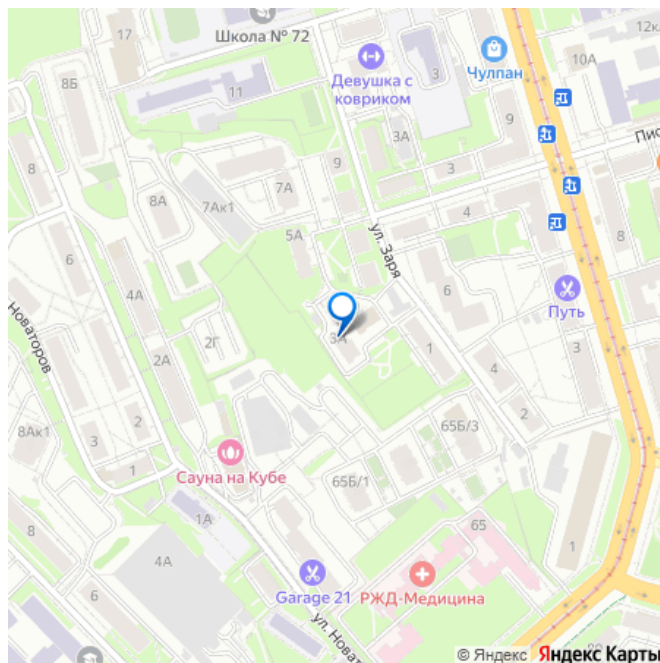 17
Школа № 72
12к
8Б
Девушка с
ковриком
3
Чулпан
10А
11
9
3А
Пис
8
9
3
7А
8А
7Ак1
4
5А
ул. Заря
8
6
4А
6
Путь
Новаторов
2Г
3А
1
3
2А
4
2
2
8Ак1
3
65Б/3
1
Сауна на Кубе
65Б/1
1А
65
8
4А
1
6
Garage 21
РЖД-Медицина
ул. Новат
© Яндекс Яндекс Карты